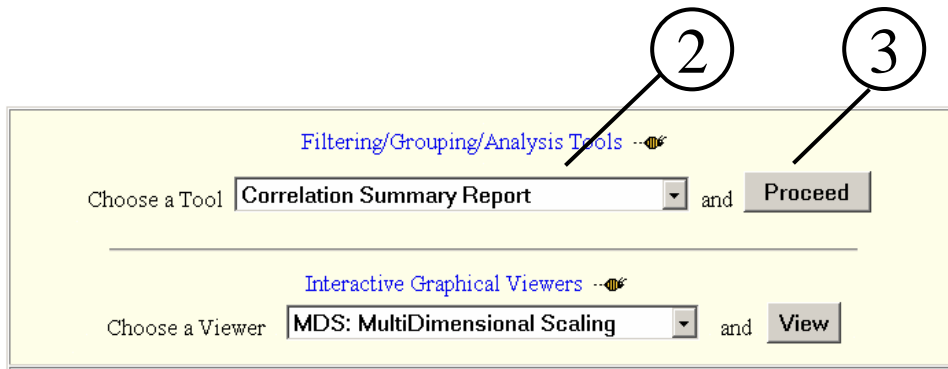 2 3
Filtering/Grouping/Analysis Tools
Choose a Tool Correlation Summary Report and Proceed
Interactive Graphical Viewers
Choose a Viewer MDS: MultiDimensional Scaling and View